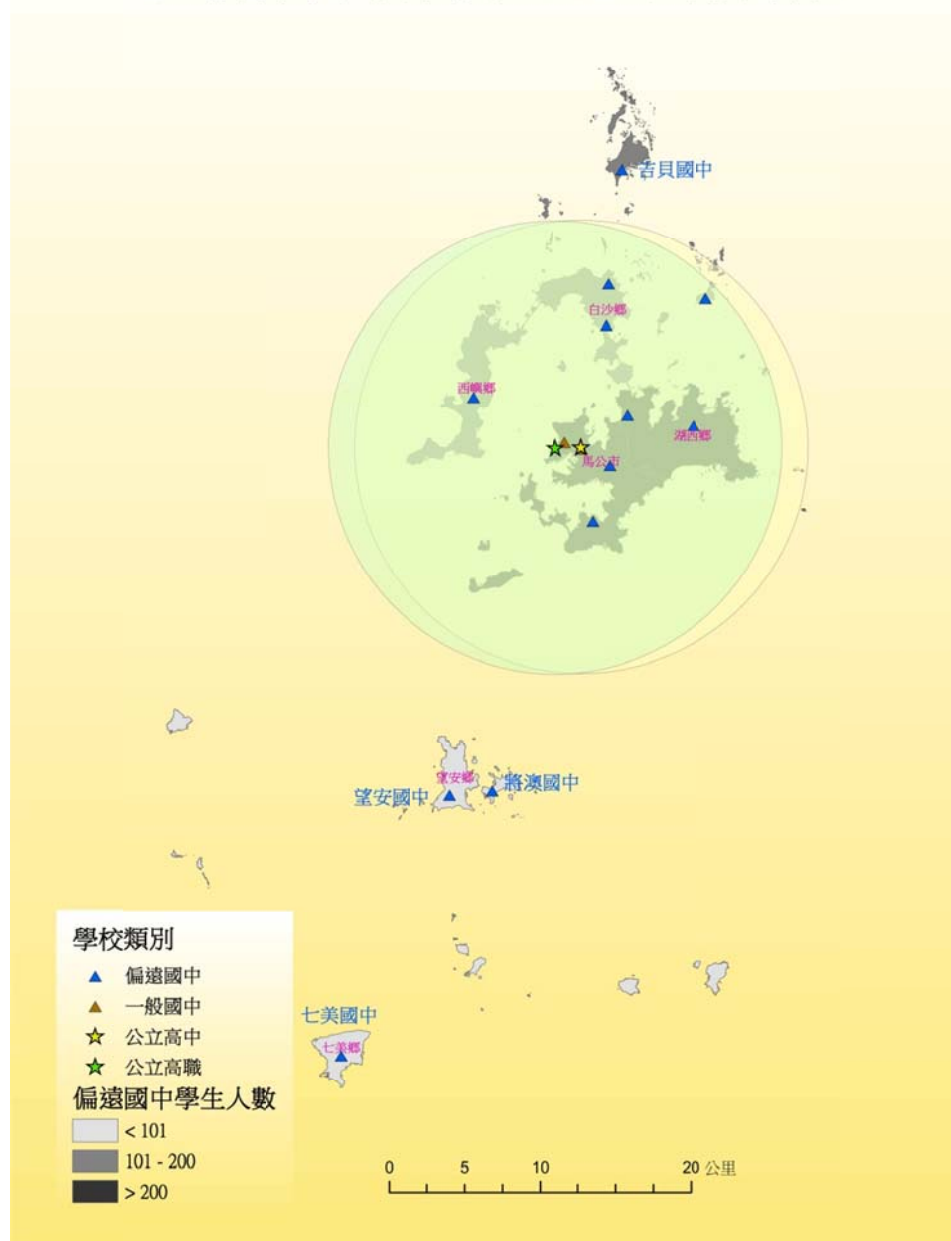 吉貝國中
白沙鄉
西嶼鄉
湖西鄉
馬公市
望安鄉
望安國中
將澳國中
學校類別
偏遠國中
一般國中
公立高中
公立高職
偏遠國中學生人數
< 101
101 - 200
> 200
七美國中
七美鄉
0 5 10 20 公里